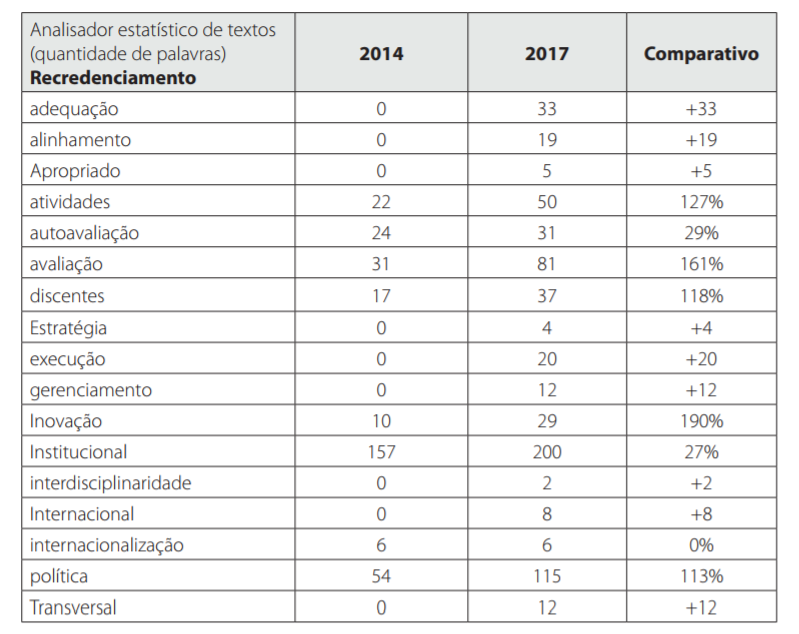 Analisador estatístico de textos
(quantidade de palavras)
Recredenciamento 2014 2017 Comparativo
adequação 0 33 +33
alinhamento 0 19 +19
Apropriado 0 5 +5
atividades 22 50 127%
autoavaliação 24 31 29%
avaliação 31 81 161%
discentes 17 37 118%
Estratégia 0 4 +4
execução 0 20 +20
gerenciamento 0 12 +12
Inovação 10 29 190%
Institucional 157 200 27%
interdisciplinaridade 0 2 +2
Internacional 0 8 +8
internacionalização 6 6 0%
política 54 115 113%
Transversal 0 12 +12